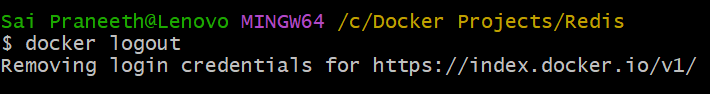 Sai Praneeth@Lenovo MINGW64 /c/Docker Projects/Redis
$ docker logout
Removing login credentials for https://index.docker.io/v1/